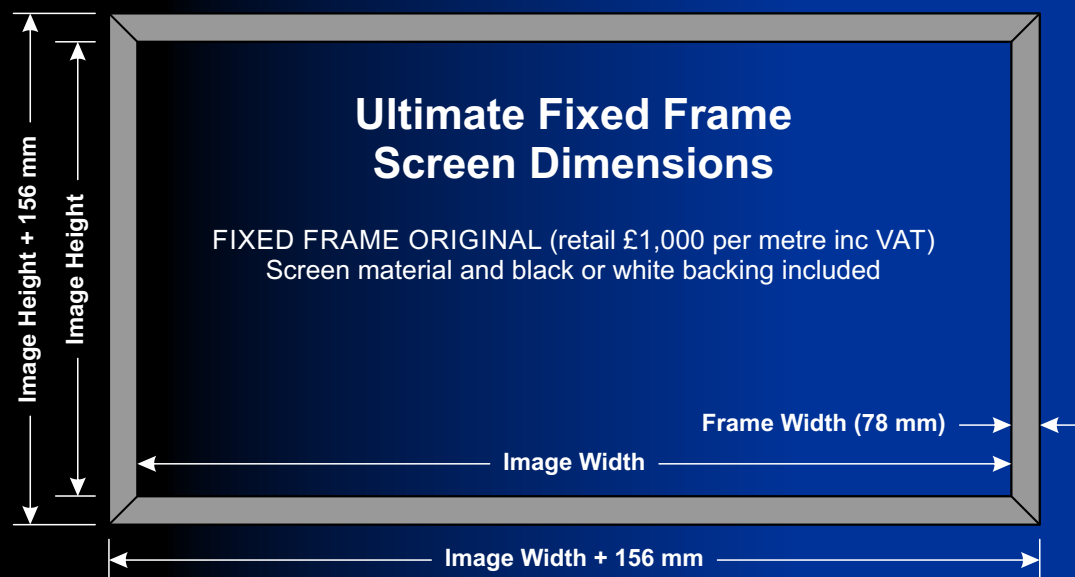 Ultimate Fixed Frame
Screen Dimensions
FIXED FRAME ORIGINAL (retail £1,000 per metre inc VAT)
Screen material and black or white backing included
Image Height + 156 mm
Image Height
Frame Width (78 mm)
Image Width
Image Width + 156 mm